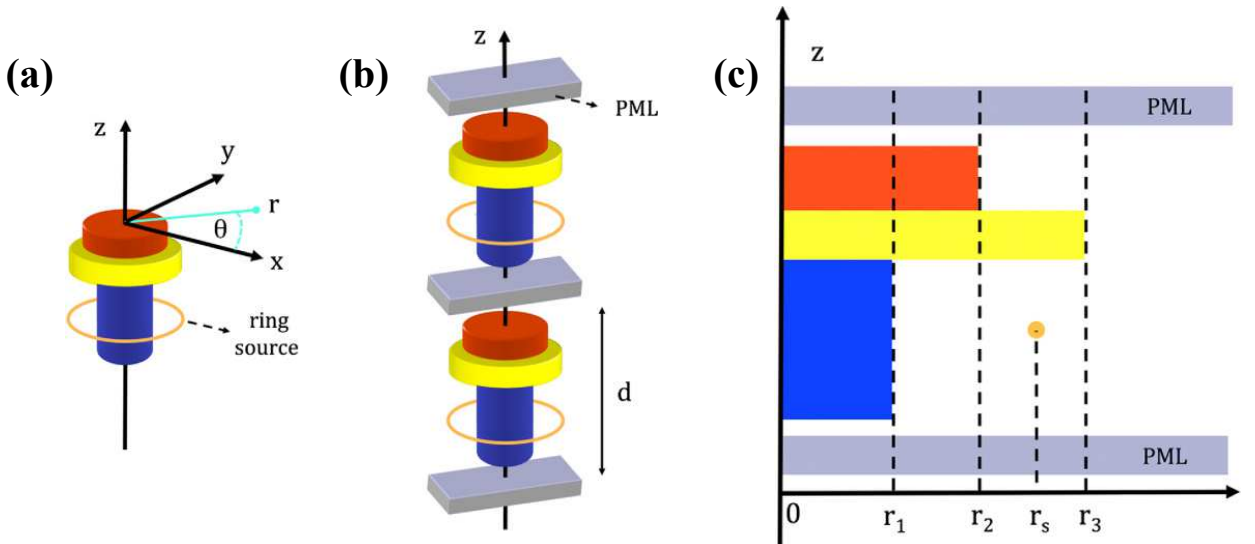 (a)
z
y
r
θ
x
ring
source
(b)
z
PML
d
(c)
z
PML
PML
0
r₁
r₂
rₛ
r₃